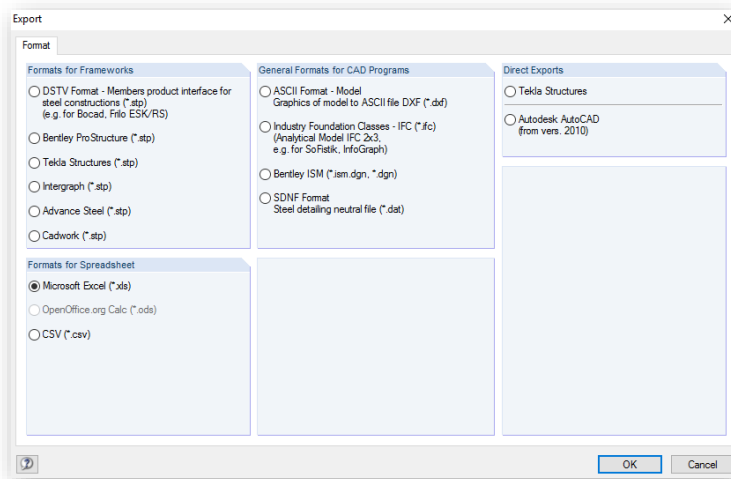 Export
Format
Formats for Frameworks
DSTV Format - Members product interface for
steel constructions (*.stp)
(e.g. for Bocad, Frilo ESK/RS)
Bentley ProStructure (*.stp)
Tekla Structures (*.stp)
Intergraph (*.stp)
Advance Steel (*.stp)
Cadwork (*.stp)
Formats for Spreadsheet
Microsoft Excel (*.xls)
OpenOffice.org Calc (*.ods)
CSV (*.csv)
General Formats for CAD Programs
ASCII Format - Model
Graphics of model to ASCII file DXF (*.dxf)
Industry Foundation Classes - IFC (*.ifc)
(Analytical Model IFC 2x3,
e.g. for SoFistik, InfoGraph)
Bentley ISM (*.ism.dgn, *.dgn)
SDNF Format
Steel detailing neutral file (*.dat)
Direct Exports
Tekla Structures
Autodesk AutoCAD
(from vers. 2010)
OK
Cancel